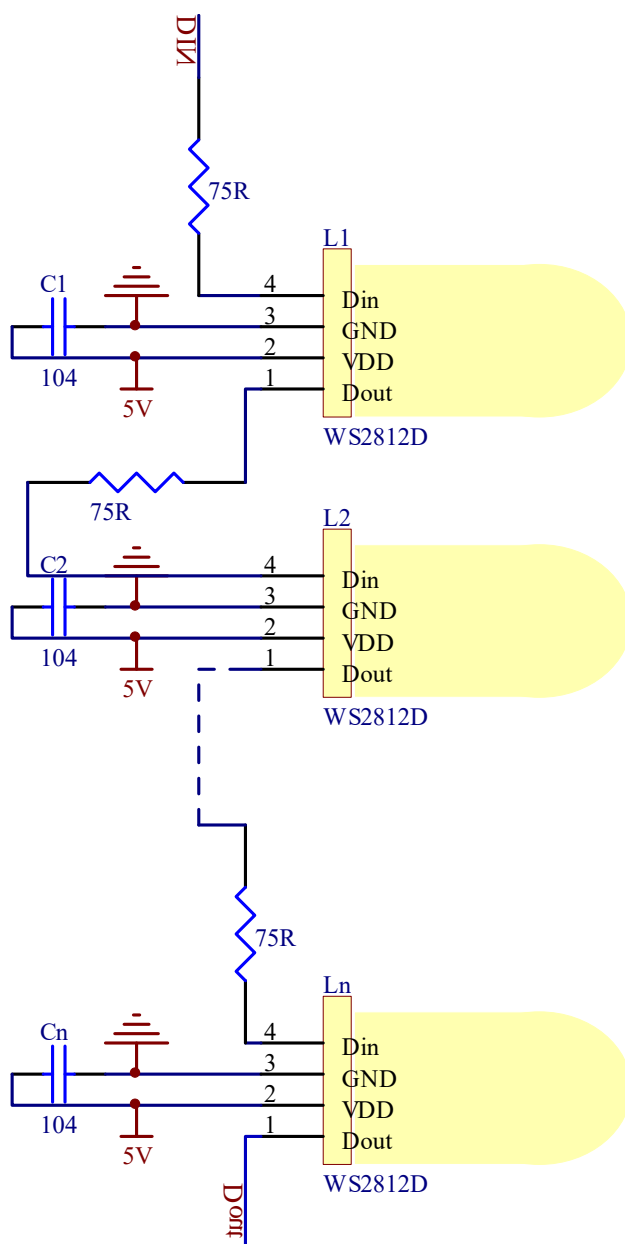 DIN
75R
L1
C1
4
Din
3
GND
2
VDD
104
1
Dout
5V
WS2812D
75R
L2
C2
4
Din
3
GND
2
VDD
104
1
Dout
5V
WS2812D
75R
Ln
Cn
4
Din
3
GND
2
VDD
104
1
Dout
5V
WS2812D
Dout